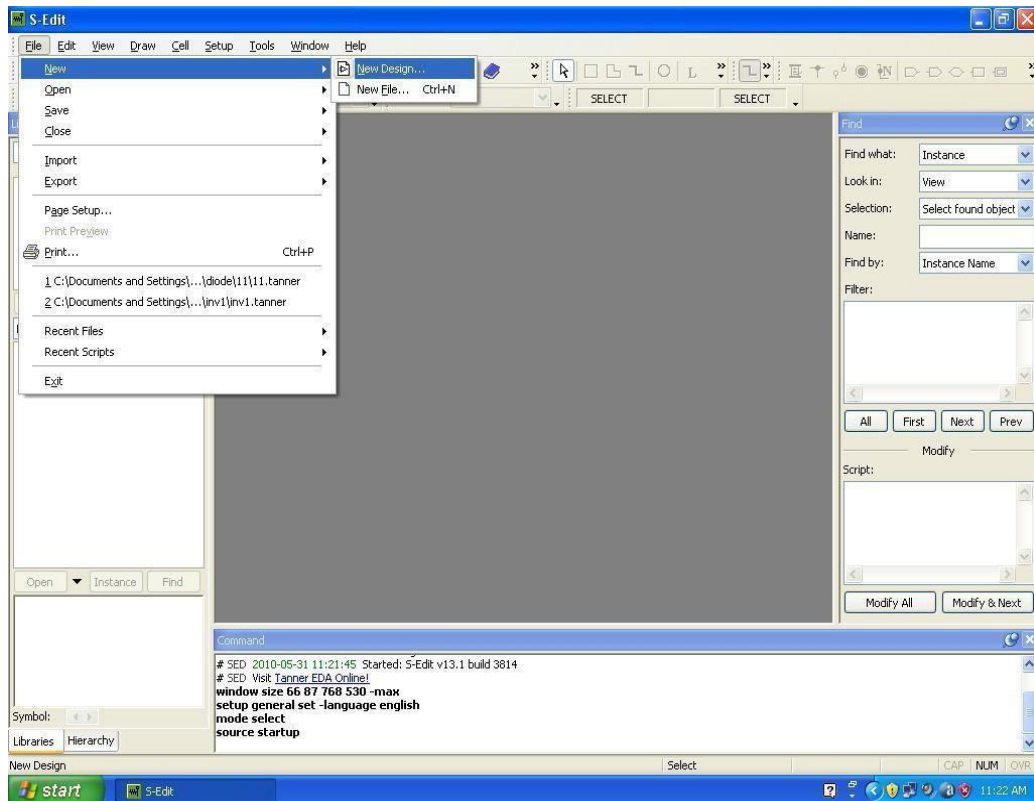 S-Edit
File Edit View Draw Cell Setup Tools Window Help
New
New Design...
Open
New File... Ctrl+N
Save
Close
Import
Export
Page Setup...
Print Preview
Print... Ctrl+P
1 C:\Documents and Settings\...\diode\11\11.tanner
2 C:\Documents and Settings\...\inv1\inv1.tanner
Recent Files
Recent Scripts
Exit
SELECT SELECT
Find
Find what: Instance
Look in: View
Selection: Select found object
Name:
Find by: Instance Name
Filter:
All First Next Prev
Modify
Script:
Modify All Modify & Next
Open Instance Find
Symbol:
Libraries Hierarchy
Command
# SED 2010-05-31 11:21:45 Started: S-Edit v13.1 build 3814
# SED Visit Tanner EDA Online!
window size 66 87 768 530 -max
setup general set -language english
mode select
source startup
New Design Select CAP NUM OVR
start S-Edit 11:22 AM